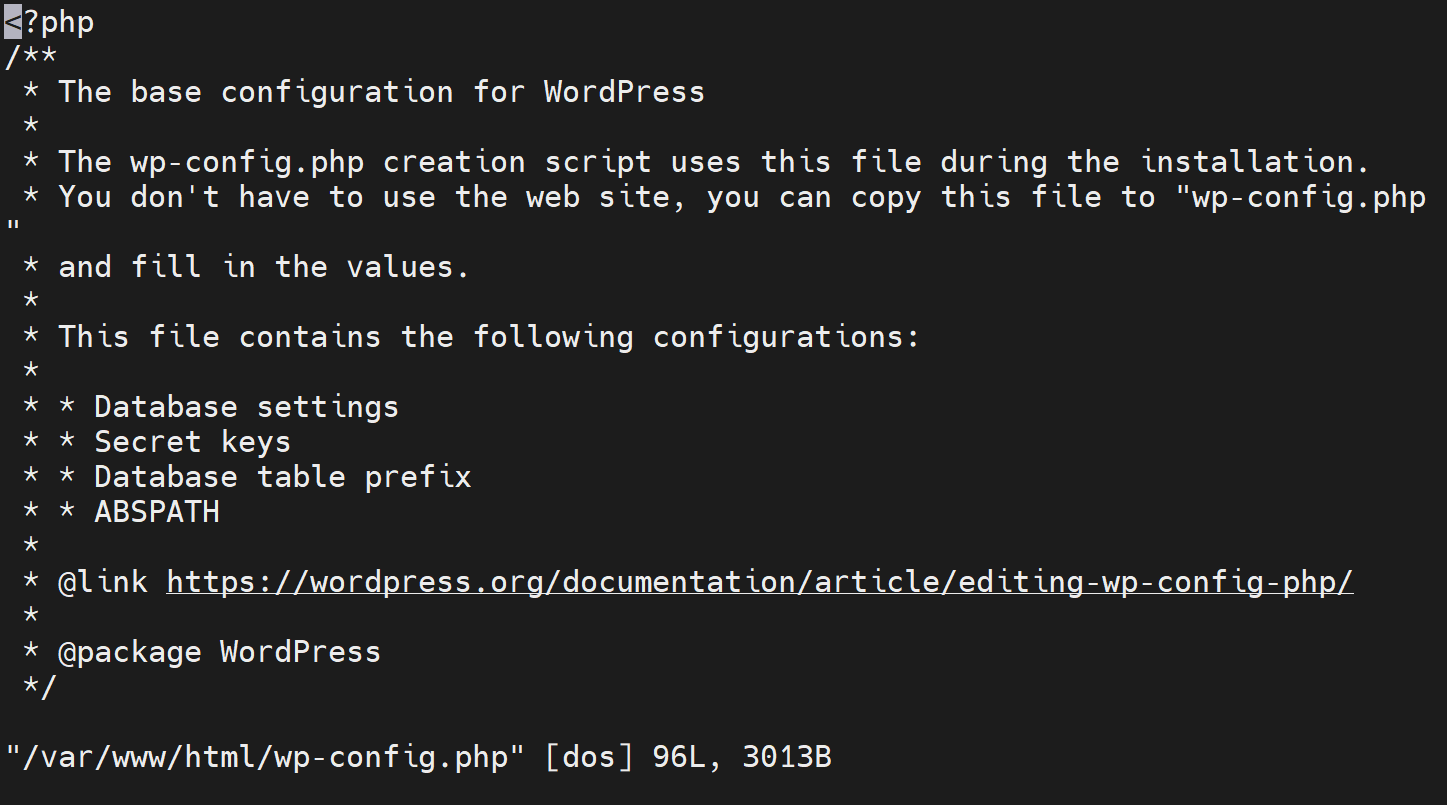 <?php
/**
 * The base configuration for WordPress
 *
 * The wp-config.php creation script uses this file during the installation.
 * You don't have to use the web site, you can copy this file to "wp-config.php
"
 * and fill in the values.
 *
 * This file contains the following configurations:
 *
 * * Database settings
 * * Secret keys
 * * Database table prefix
 * * ABSPATH
 *
 * @link https://wordpress.org/documentation/article/editing-wp-config-php/
 *
 * @package WordPress
 */

"/var/www/html/wp-config.php" [dos] 96L, 3013B